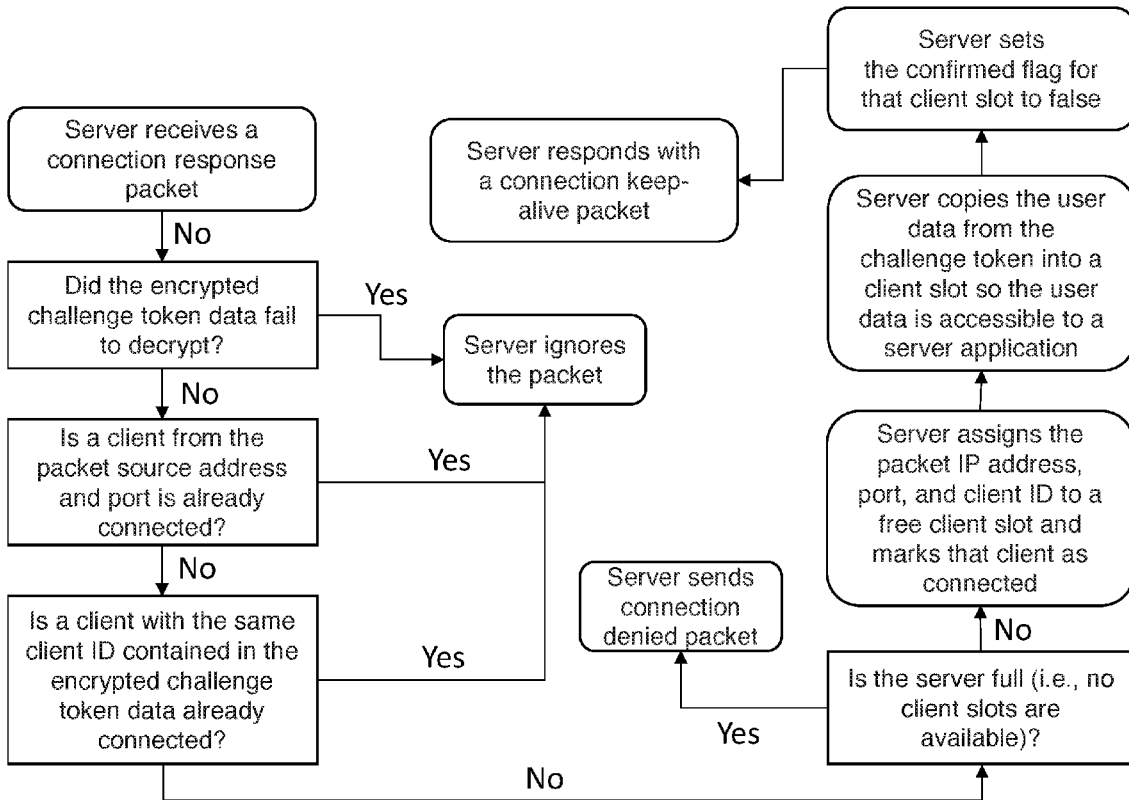 Server receives a
connection response
packet
No
Did the encrypted
challenge token data fail
to decrypt?
Yes
Server ignores
the packet
No
Is a client from the
packet source address
and port is already
connected?
Yes
No
Is a client with the same
client ID contained in the
encrypted challenge
token data already
connected?
Yes
No
Is the server full (i.e., no
client slots are
available)?
Yes
Server sends
connection
denied packet
No
Server assigns the
packet IP address,
port, and client ID to a
free client slot and
marks that client as
connected
Server copies the user
data from the
challenge token into a
client slot so the user
data is accessible to a
server application
Server sets
the confirmed flag for
that client slot to false
Server responds with
a connection keep-
alive packet